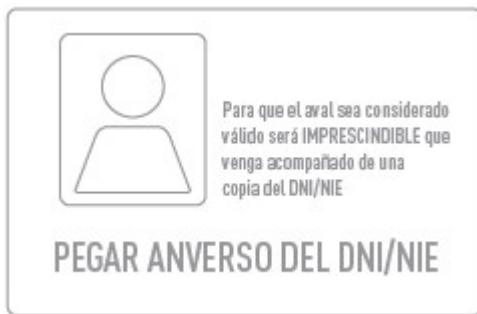 Para que el aval sea considerado
válido será IMPRESCINDIBLE que
venga acompañado de una
copia del DNI/NIE
PEGAR ANVERSO DEL DNI/NIE